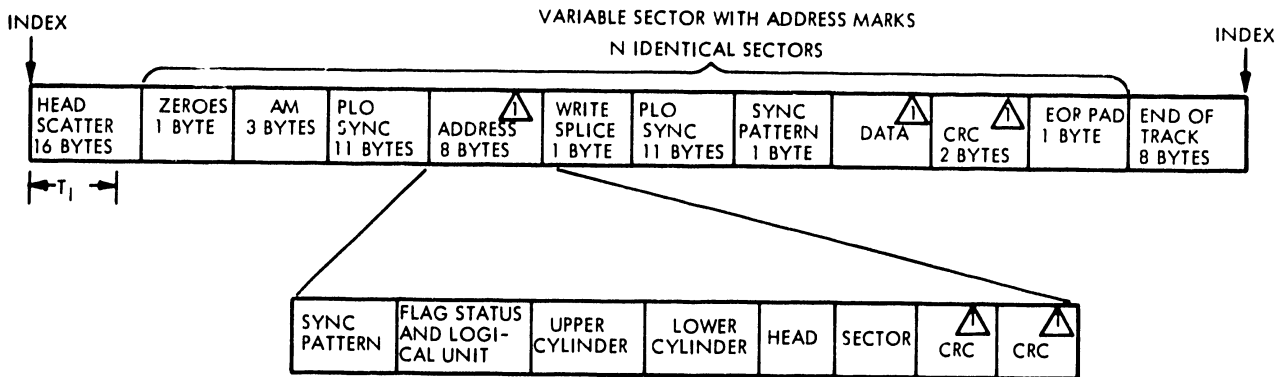 VARIABLE SECTOR WITH ADDRESS MARKS
INDEX
INDEX
N IDENTICAL SECTORS
HEAD
SCATTER
16 BYTES
ZEROES
1 BYTE
AM
3 BYTES
PLO
SYNC
11 BYTES
1
ADDRESS
8 BYTES
WRITE
SPLICE
1 BYTE
PLO
SYNC
11 BYTES
SYNC
PATTERN
1 BYTE
1
DATA
1
CRC
2 BYTES
EOR PAD
1 BYTE
END OF
TRACK
8 BYTES
T1
SYNC
PATTERN
FLAG STATUS
AND LOGI-
CAL UNIT
UPPER
CYLINDER
LOWER
CYLINDER
HEAD
SECTOR
1
CRC
1
CRC